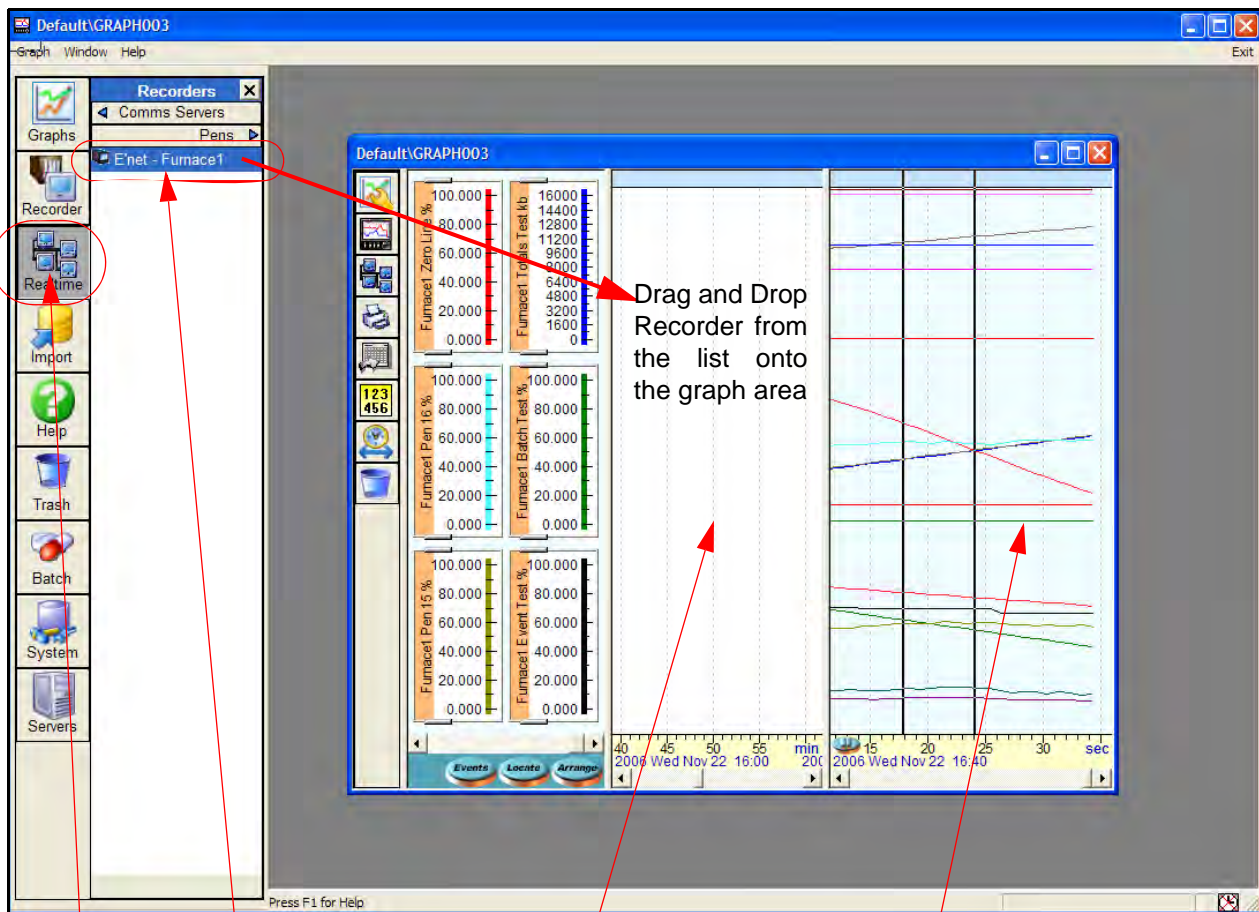 Default\GRAPH003
Graph Window Help Exit
Graphs
Recorder
Realtime
Import
Help
Trash
Batch
System
Servers
Recorders
Comms Servers
Pens
E'net - Furnace1
Default\GRAPH003
Furnace1 Zero Line %
100.000
80.000
60.000
40.000
20.000
0.000
Furnace1 Totals Test kb
16000
14400
12800
11200
9600
8000
6400
4800
3200
1600
0
Furnace1 Pen 16 %
100.000
80.000
60.000
40.000
20.000
0.000
Furnace1 Batch Test %
100.000
80.000
60.000
40.000
20.000
0.000
Furnace1 Pen 15 %
100.000
80.000
60.000
40.000
20.000
0.000
Furnace1 Event Test %
100.000
80.000
60.000
40.000
20.000
0.000
123
456
Events Locate Arrange
Drag and Drop
Recorder from
the list onto
the graph area
40 45 50 55 min
2006 Wed Nov 22 16:00 200
15 20 25 30 sec
2006 Wed Nov 22 16:40
Press F1 for Help